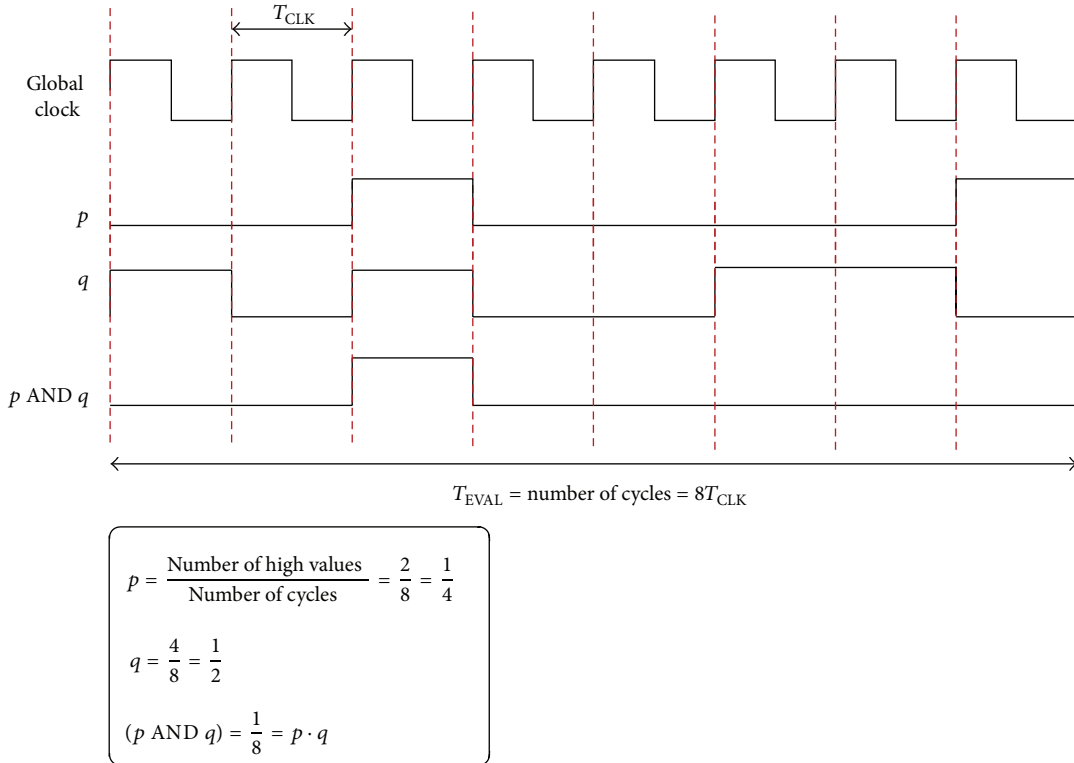 T_CLK
Global
clock
p
q
p AND q
T_EVAL = number of cycles = 8T_CLK
p = Number of high values / Number of cycles = 2/8 = 1/4
q = 4/8 = 1/2
(p AND q) = 1/8 = p · q